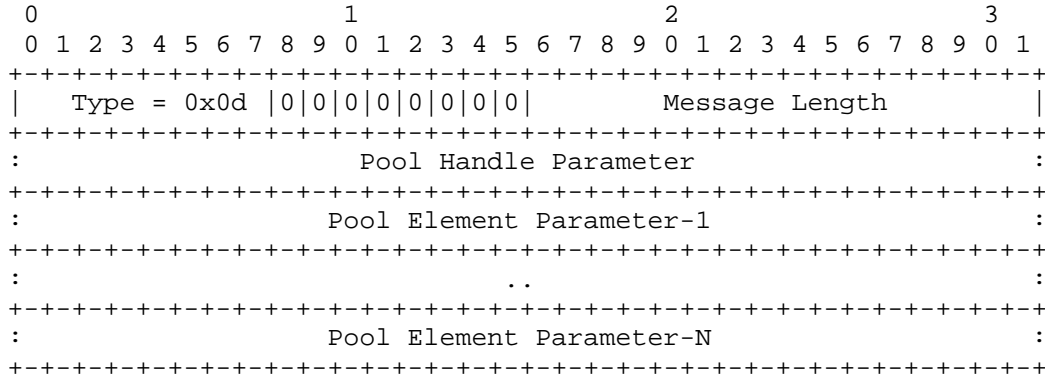 0                   1                   2                   3
 0 1 2 3 4 5 6 7 8 9 0 1 2 3 4 5 6 7 8 9 0 1 2 3 4 5 6 7 8 9 0 1
+-+-+-+-+-+-+-+-+-+-+-+-+-+-+-+-+-+-+-+-+-+-+-+-+-+-+-+-+-+-+-+-+
|   Type = 0x0d |0|0|0|0|0|0|0|0|        Message Length         |
+-+-+-+-+-+-+-+-+-+-+-+-+-+-+-+-+-+-+-+-+-+-+-+-+-+-+-+-+-+-+-+-+
:                     Pool Handle Parameter                     :
+-+-+-+-+-+-+-+-+-+-+-+-+-+-+-+-+-+-+-+-+-+-+-+-+-+-+-+-+-+-+-+-+
:                   Pool Element Parameter-1                    :
+-+-+-+-+-+-+-+-+-+-+-+-+-+-+-+-+-+-+-+-+-+-+-+-+-+-+-+-+-+-+-+-+
:                              ..                               :
+-+-+-+-+-+-+-+-+-+-+-+-+-+-+-+-+-+-+-+-+-+-+-+-+-+-+-+-+-+-+-+-+
:                   Pool Element Parameter-N                    :
+-+-+-+-+-+-+-+-+-+-+-+-+-+-+-+-+-+-+-+-+-+-+-+-+-+-+-+-+-+-+-+-+